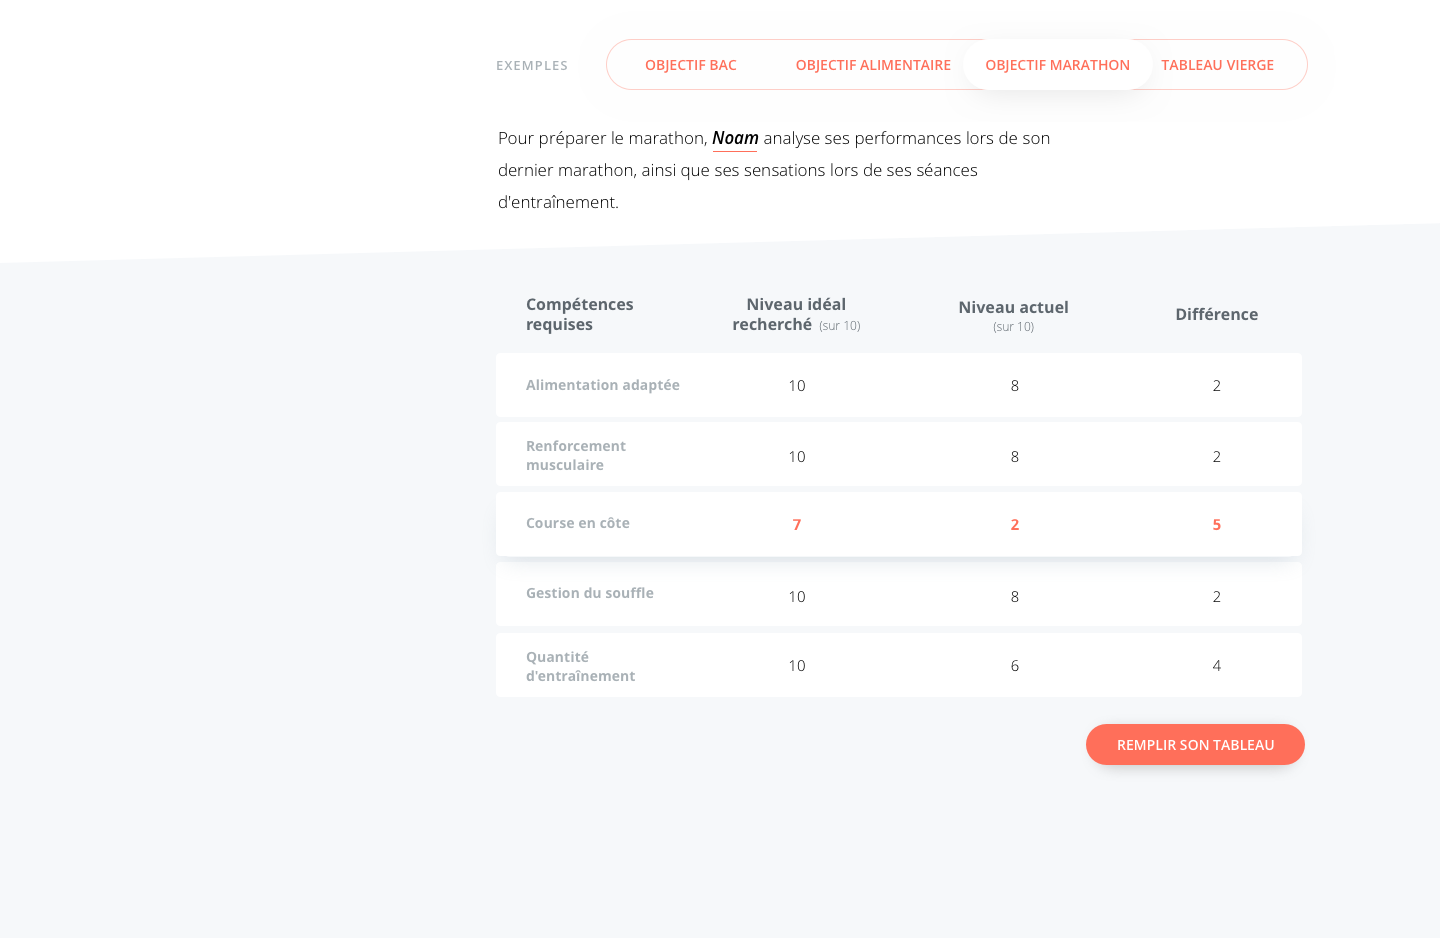 EXEMPLES
OBJECTIF BAC
OBJECTIF ALIMENTAIRE
OBJECTIF MARATHON
TABLEAU VIERGE
Pour préparer le marathon, Noam analyse ses performances lors de son
dernier marathon, ainsi que ses sensations lors de ses séances
d'entraînement.
Compétences
requises
Niveau idéal
recherché (sur 10)
Niveau actuel
(sur 10)
Différence
Alimentation adaptée
10
8
2
Renforcement
musculaire
10
8
2
Course en côte
7
2
5
Gestion du souffle
10
8
2
Quantité
d'entraînement
10
6
4
REMPLIR SON TABLEAU